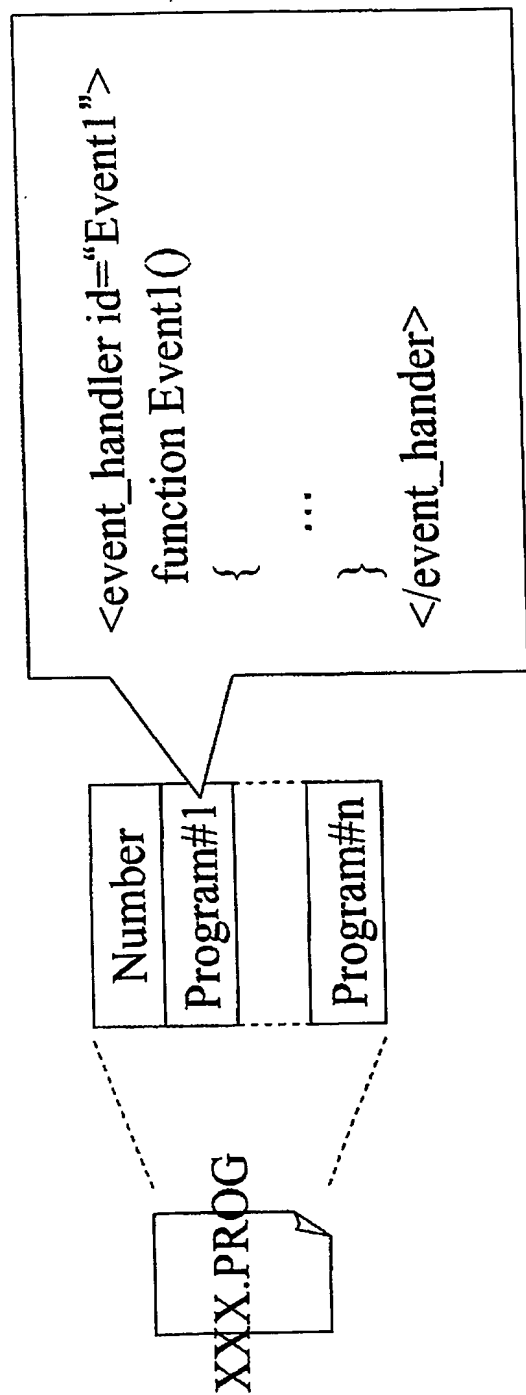 XXX.PROG
Number
Program#1
Program#n
<event_handler id=“Event1”>
function Event1()
{
...
}
</event_hander>